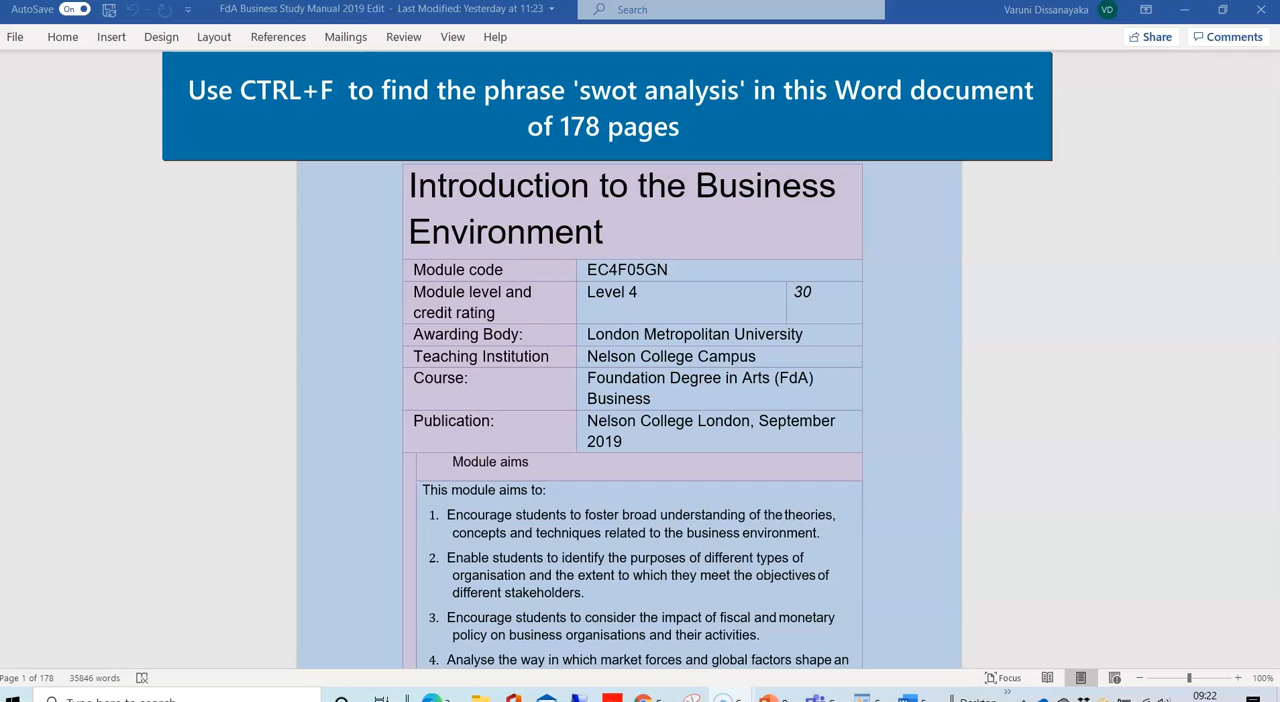 AutoSave On FdA Business Study Manual 2019 Edit - Last Modified: Yesterday at 11:23 Search Varuni Dissanayaka VD
File Home Insert Design Layout References Mailings Review View Help Share Comments
Use CTRL+F to find the phrase 'swot analysis' in this Word document
of 178 pages
Introduction to the Business
Environment
Module code EC4F05GN
Module level and Level 4 30
credit rating
Awarding Body: London Metropolitan University
Teaching Institution Nelson College Campus
Course: Foundation Degree in Arts (FdA)
Business
Publication: Nelson College London, September
2019
Module aims
This module aims to:
1. Encourage students to foster broad understanding of thetheories,
concepts and techniques related to the business environment.
2. Enable students to identify the purposes of different types of
organisation and the extent to which they meet the objectives of
different stakeholders.
3. Encourage students to consider the impact of fiscal and monetary
policy on business organisations and their activities.
4. Analyse the way in which market forces and global factors shape an
Page 1 of 178 35846 words Focus 100%
09:22